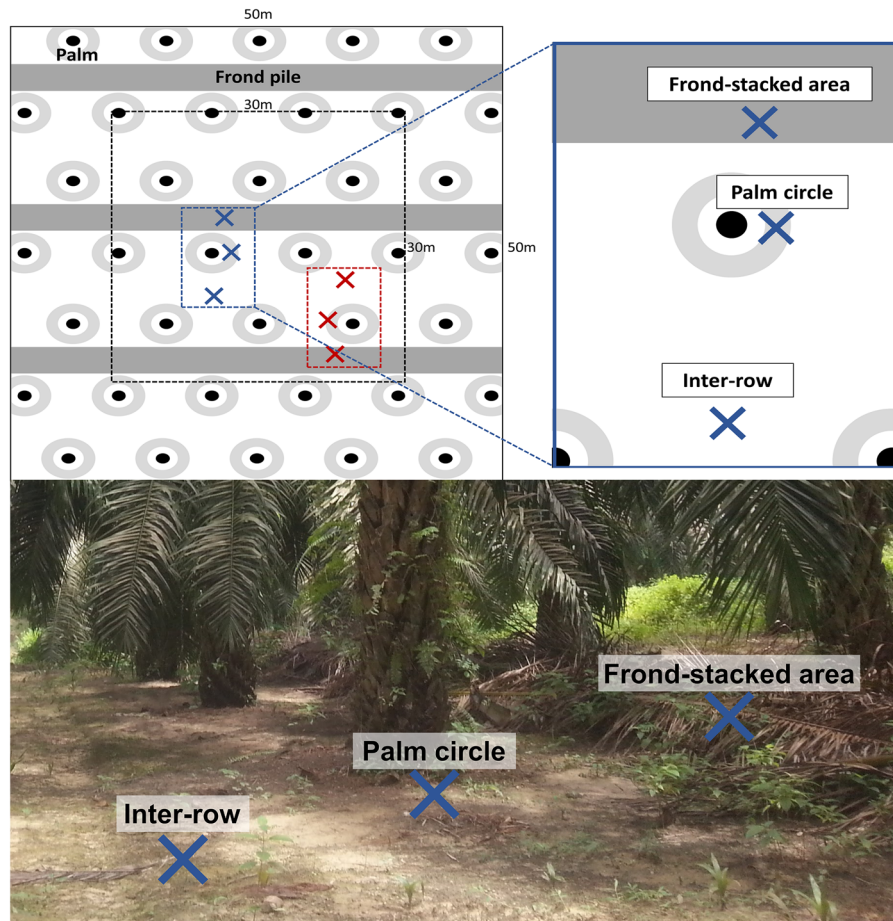 50m
Palm
Frond pile
30m
30m
50m
Frond-stacked area
Palm circle
Inter-row
Frond-stacked area
Palm circle
Inter-row